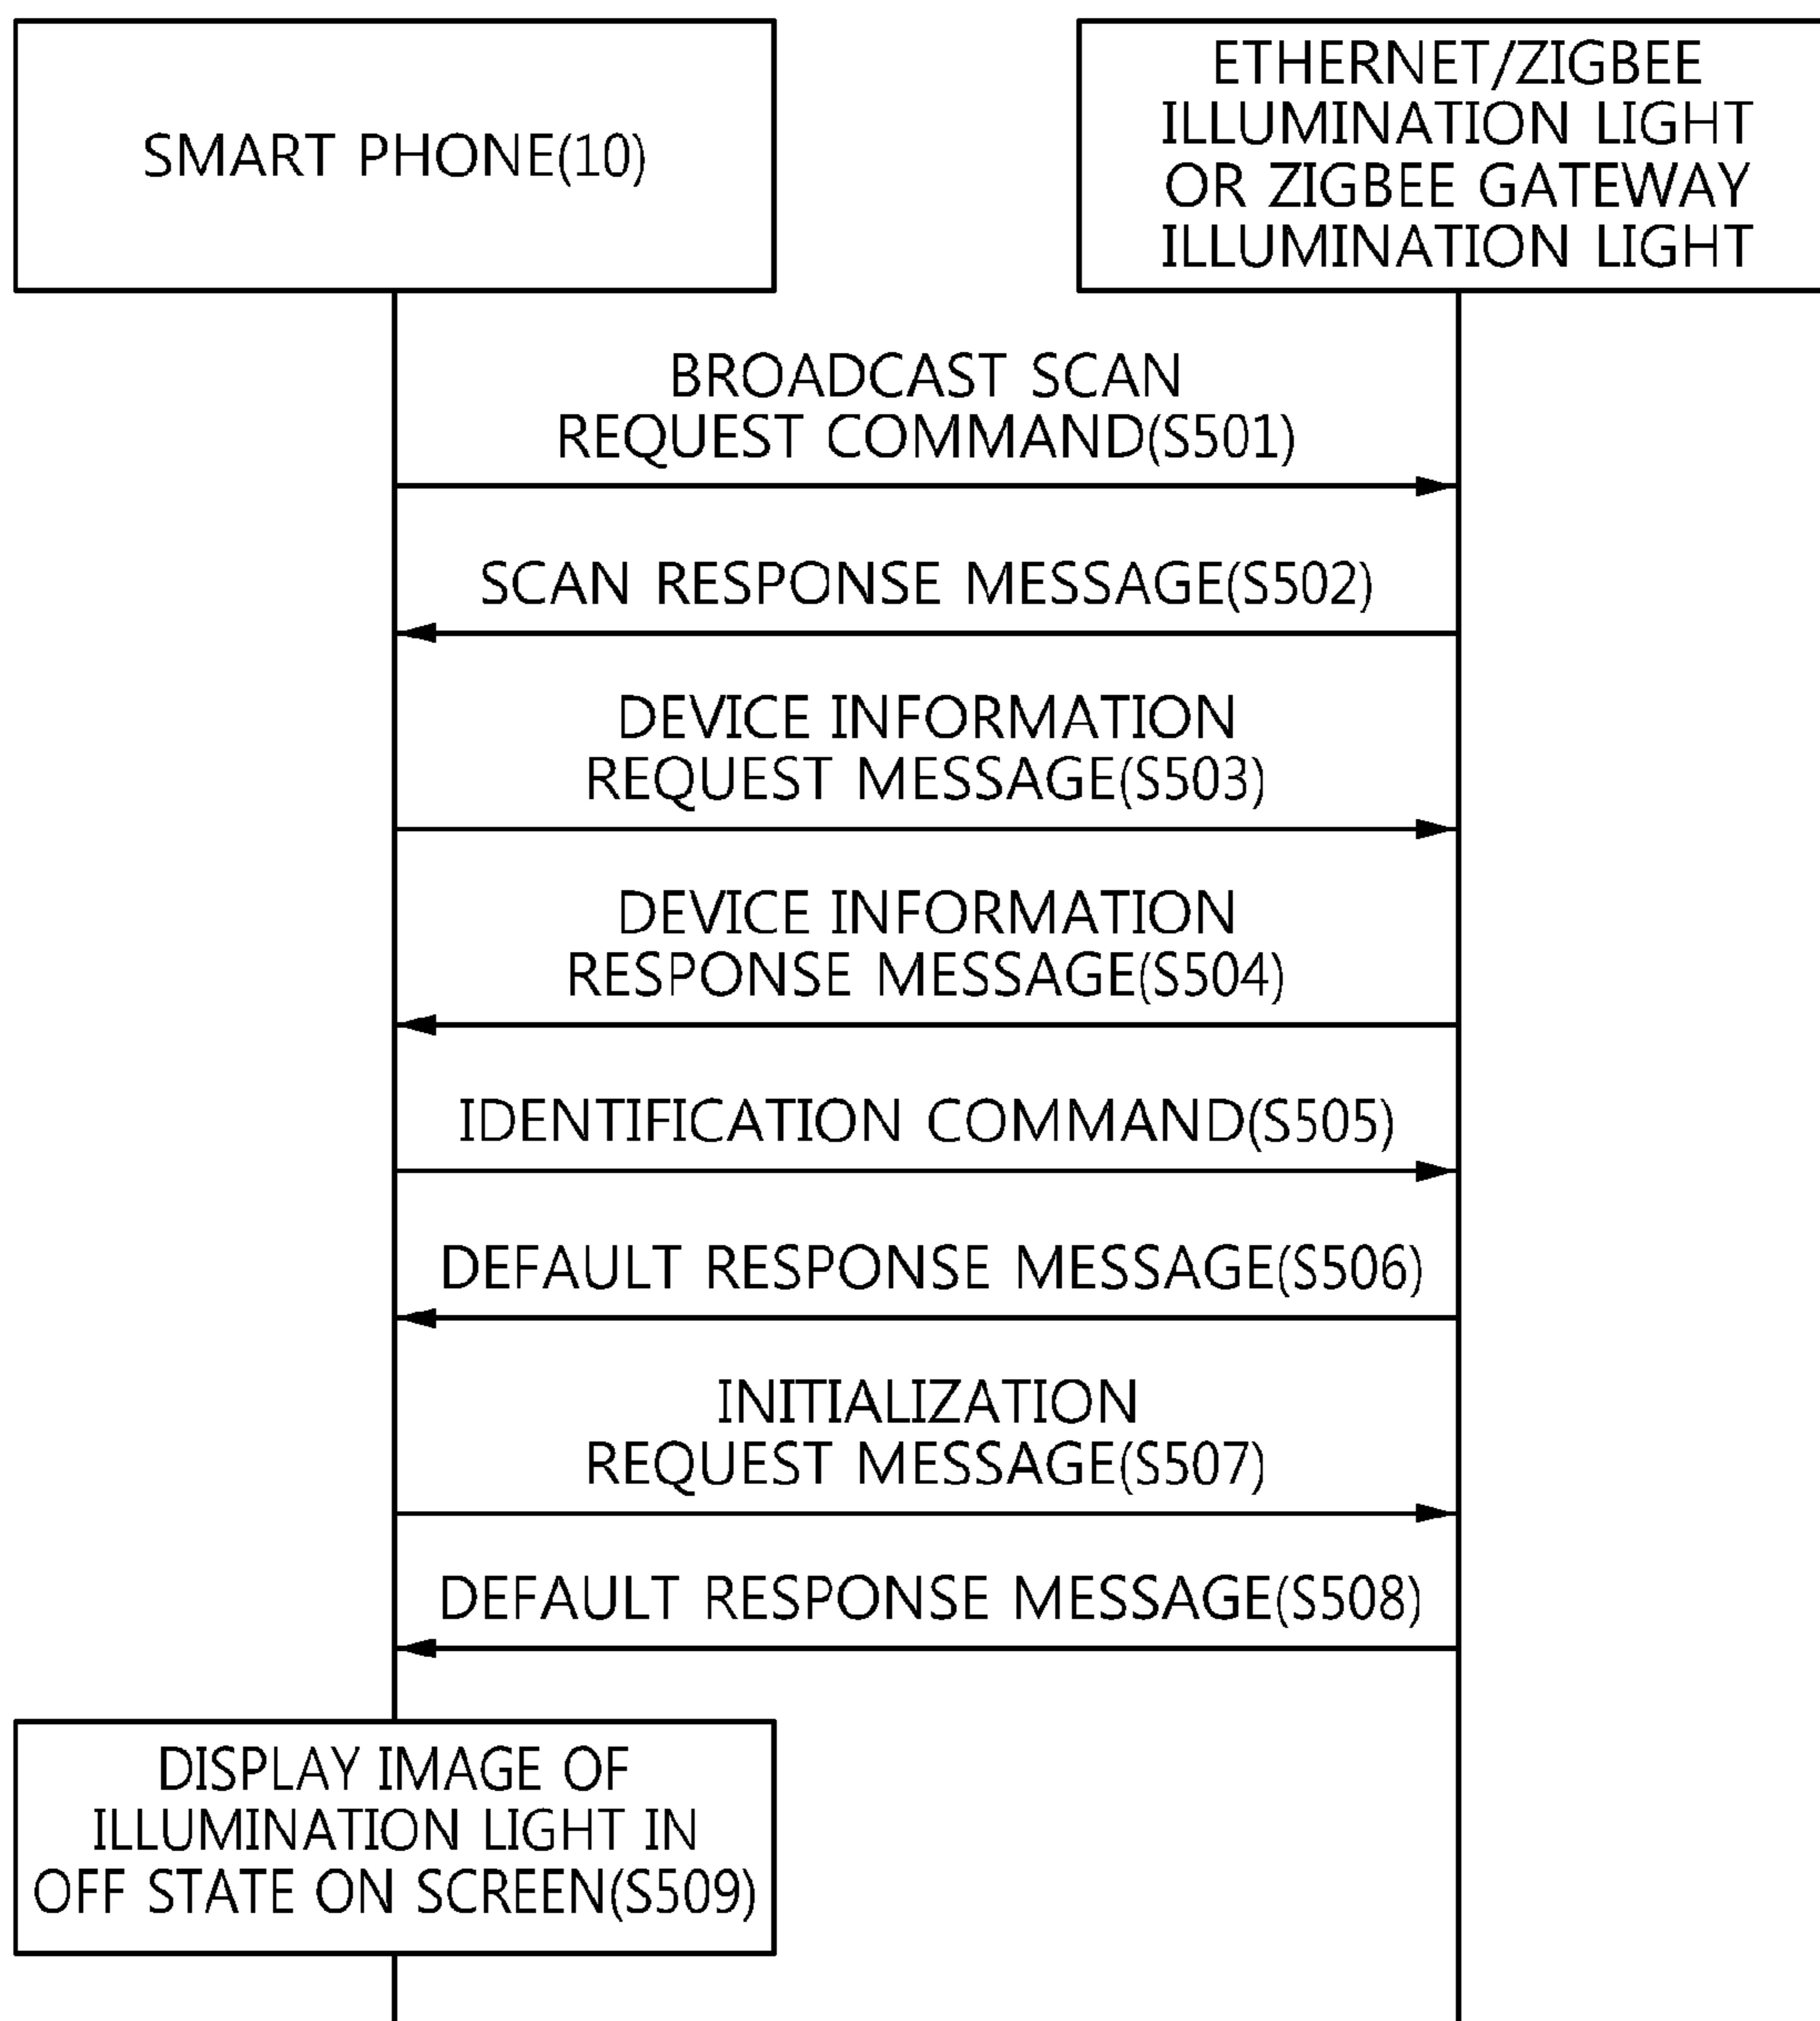 SMART PHONE(10)
ETHERNET/ZIGBEE
ILLUMINATION LIGHT
OR ZIGBEE GATEWAY
ILLUMINATION LIGHT
BROADCAST SCAN
REQUEST COMMAND(S501)
SCAN RESPONSE MESSAGE(S502)
DEVICE INFORMATION
REQUEST MESSAGE(S503)
DEVICE INFORMATION
RESPONSE MESSAGE(S504)
IDENTIFICATION COMMAND(S505)
DEFAULT RESPONSE MESSAGE(S506)
INITIALIZATION
REQUEST MESSAGE(S507)
DEFAULT RESPONSE MESSAGE(S508)
DISPLAY IMAGE OF
ILLUMINATION LIGHT IN
OFF STATE ON SCREEN(S509)